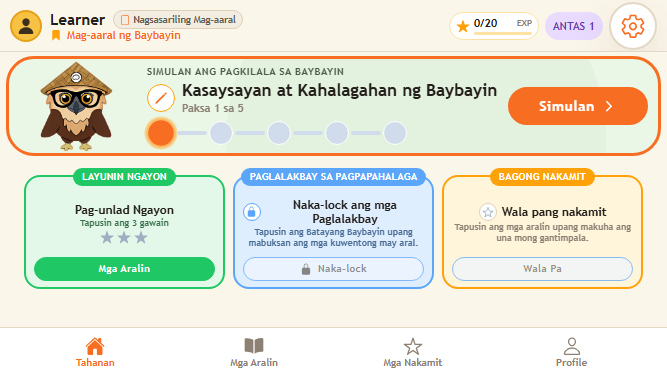 Learner
Nagsasariling Mag-aaral
Mag-aaral ng Baybayin
0/20
EXP
ANTAS 1
SIMULAN ANG PAGKILALA SA BAYBAYIN
Kasaysayan at Kahalagahan ng Baybayin
Paksa 1 sa 5
Simulan
LAYUNIN NGAYON
Pag-unlad Ngayon
Tapusin ang 3 gawain
Mga Aralin
PAGLALAKBAY SA PAGPAPAHALAGA
Naka-lock ang mga
Paglalakbay
Tapusin ang Batayang Baybayin upang
mabuksan ang mga kuwentong may aral.
Naka-lock
BAGONG NAKAMIT
Wala pang nakamit
Tapusin ang mga aralin upang makuha ang
una mong gantimpala.
Wala Pa
Tahanan
Mga Aralin
Mga Nakamit
Profile